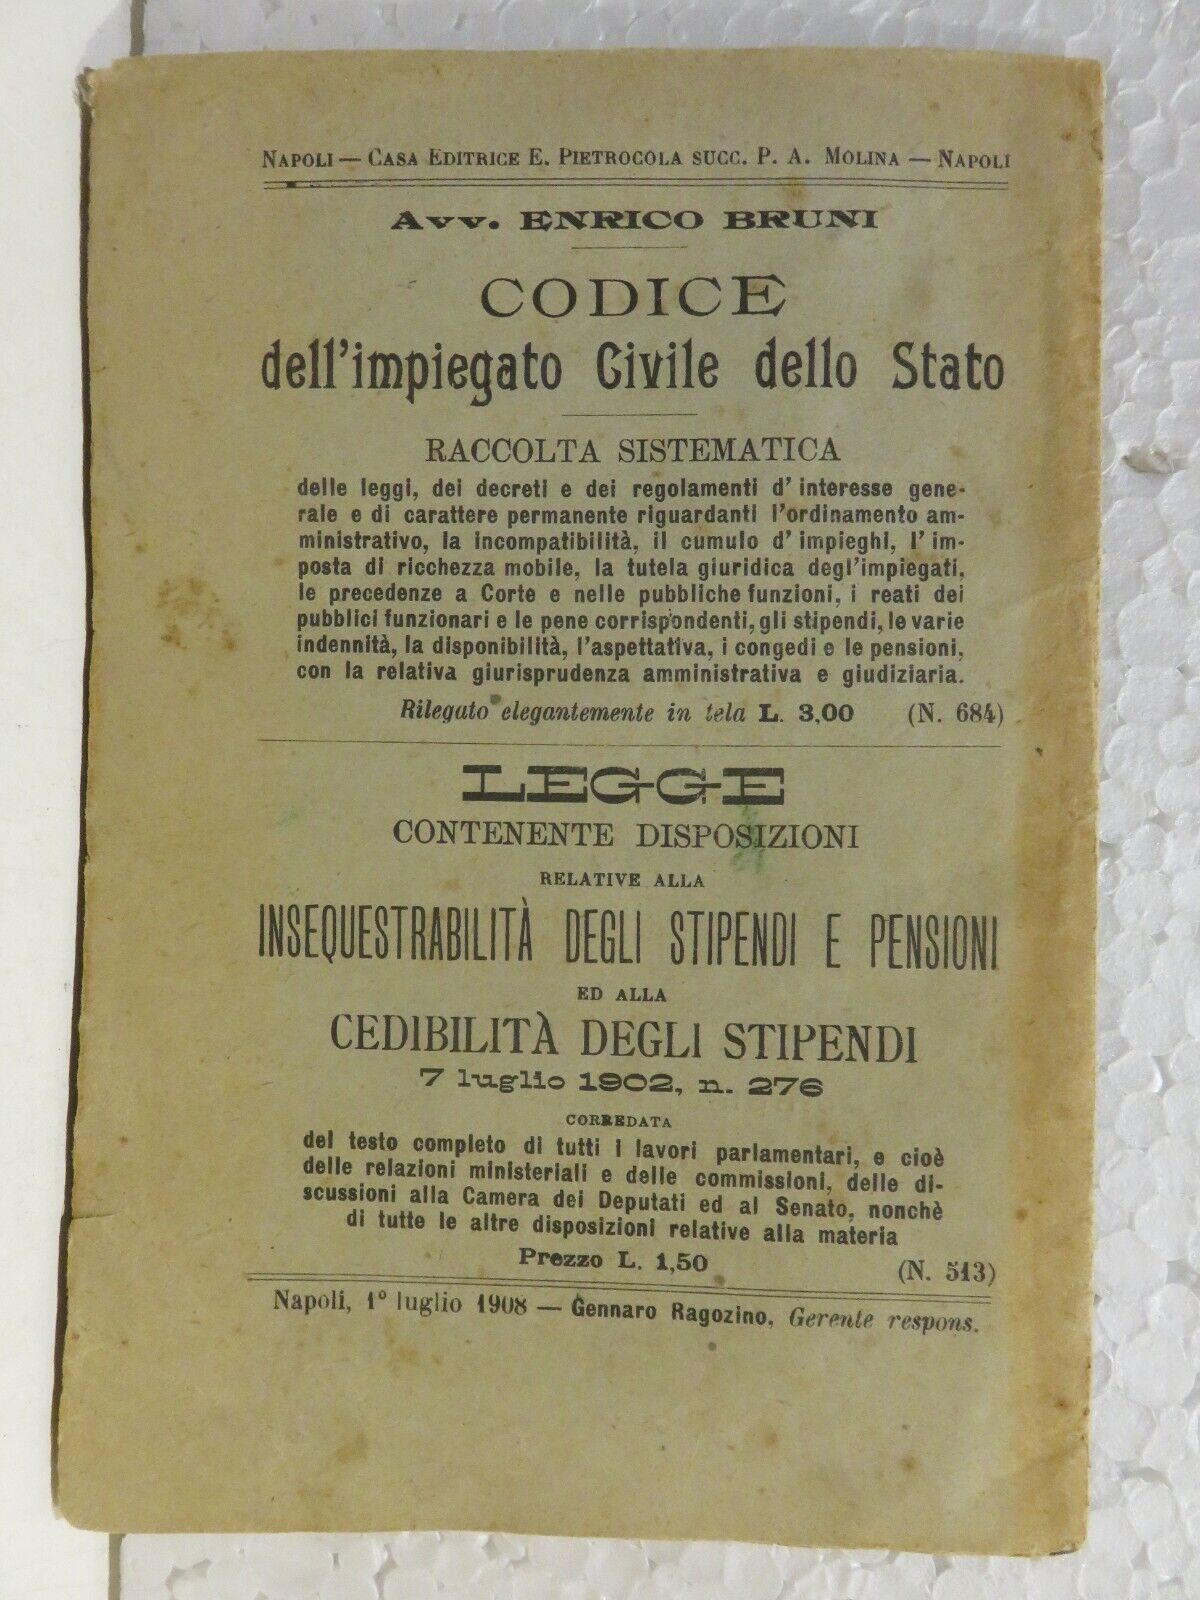 NAPOLI — CASA EDITRICE E. PIETROCOLA SUCC. P. A. MOLINA — NAPOLI
Avv. ENRICO BRUNI
CODICE
dell'impiegato Civile dello Stato
RACCOLTA SISTEMATICA
delle leggi, dei decreti e dei regolamenti d' interesse gene-
rale e di carattere permanente riguardanti l'ordinamento am-
ministrativo, la incompatibilità, il cumulo d' impieghi, l' im-
posta di ricchezza mobile, la tutela giuridica degl'impiegati,
le precedenze a Corte e nelle pubbliche funzioni, i reati dei
pubblici funzionari e le pene corrispondenti, gli stipendi, le varie
indennità, la disponibilità, l'aspettativa, i congedi e le pensioni,
con la relativa giurisprudenza amministrativa e giudiziaria.
Rilegato elegantemente in tela L. 3,00 (N. 684)
LEGGE
CONTENENTE DISPOSIZIONI
RELATIVE ALLA
INSEQUESTRABILITÀ DEGLI STIPENDI E PENSIONI
ED ALLA
CEDIBILITÀ DEGLI STIPENDI
7 luglio 1902, n. 276
CORREDATA
del testo completo di tutti i lavori parlamentari, e cioè
delle relazioni ministeriali e delle commissioni, delle di-
scussioni alla Camera dei Deputati ed al Senato, nonchè
di tutte le altre disposizioni relative alla materia
Prezzo L. 1,50 (N. 513)
Napoli, 1° luglio 1908 — Gennaro Ragozino, Gerente respons.